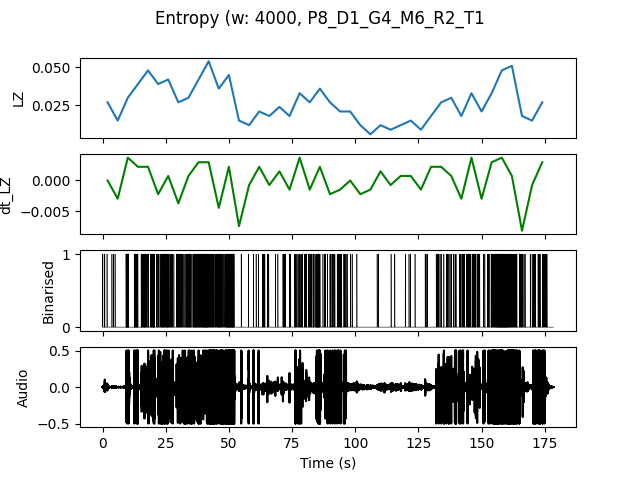 Entropy (w: 4000, P8_D1_G4_M6_R2_T1
0.050
0.025
LZ
0.000
−0.005
dt_LZ
1
0
Binarised
0.5
0.0
−0.5
Audio
0 25 50 75 100 125 150 175
Time (s)